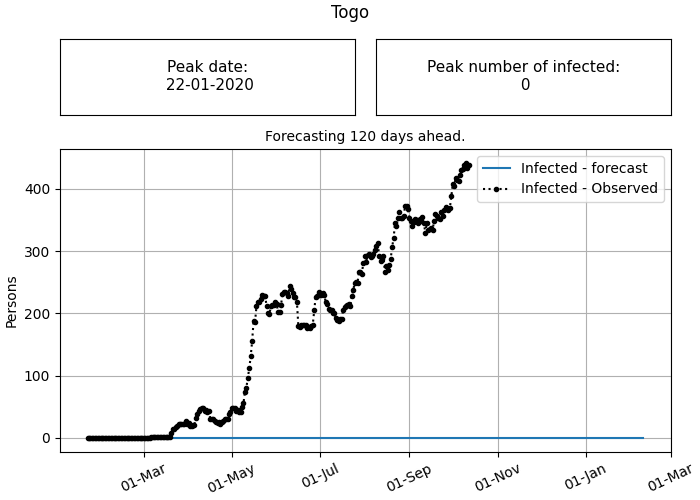 Togo
Peak date:
22-01-2020
Peak number of infected:
0
Forecasting 120 days ahead.
Infected - forecast
Infected - Observed
Persons
400
300
200
100
0
01-Mar
01-May
01-Jul
01-Sep
01-Nov
01-Jan
01-Mar